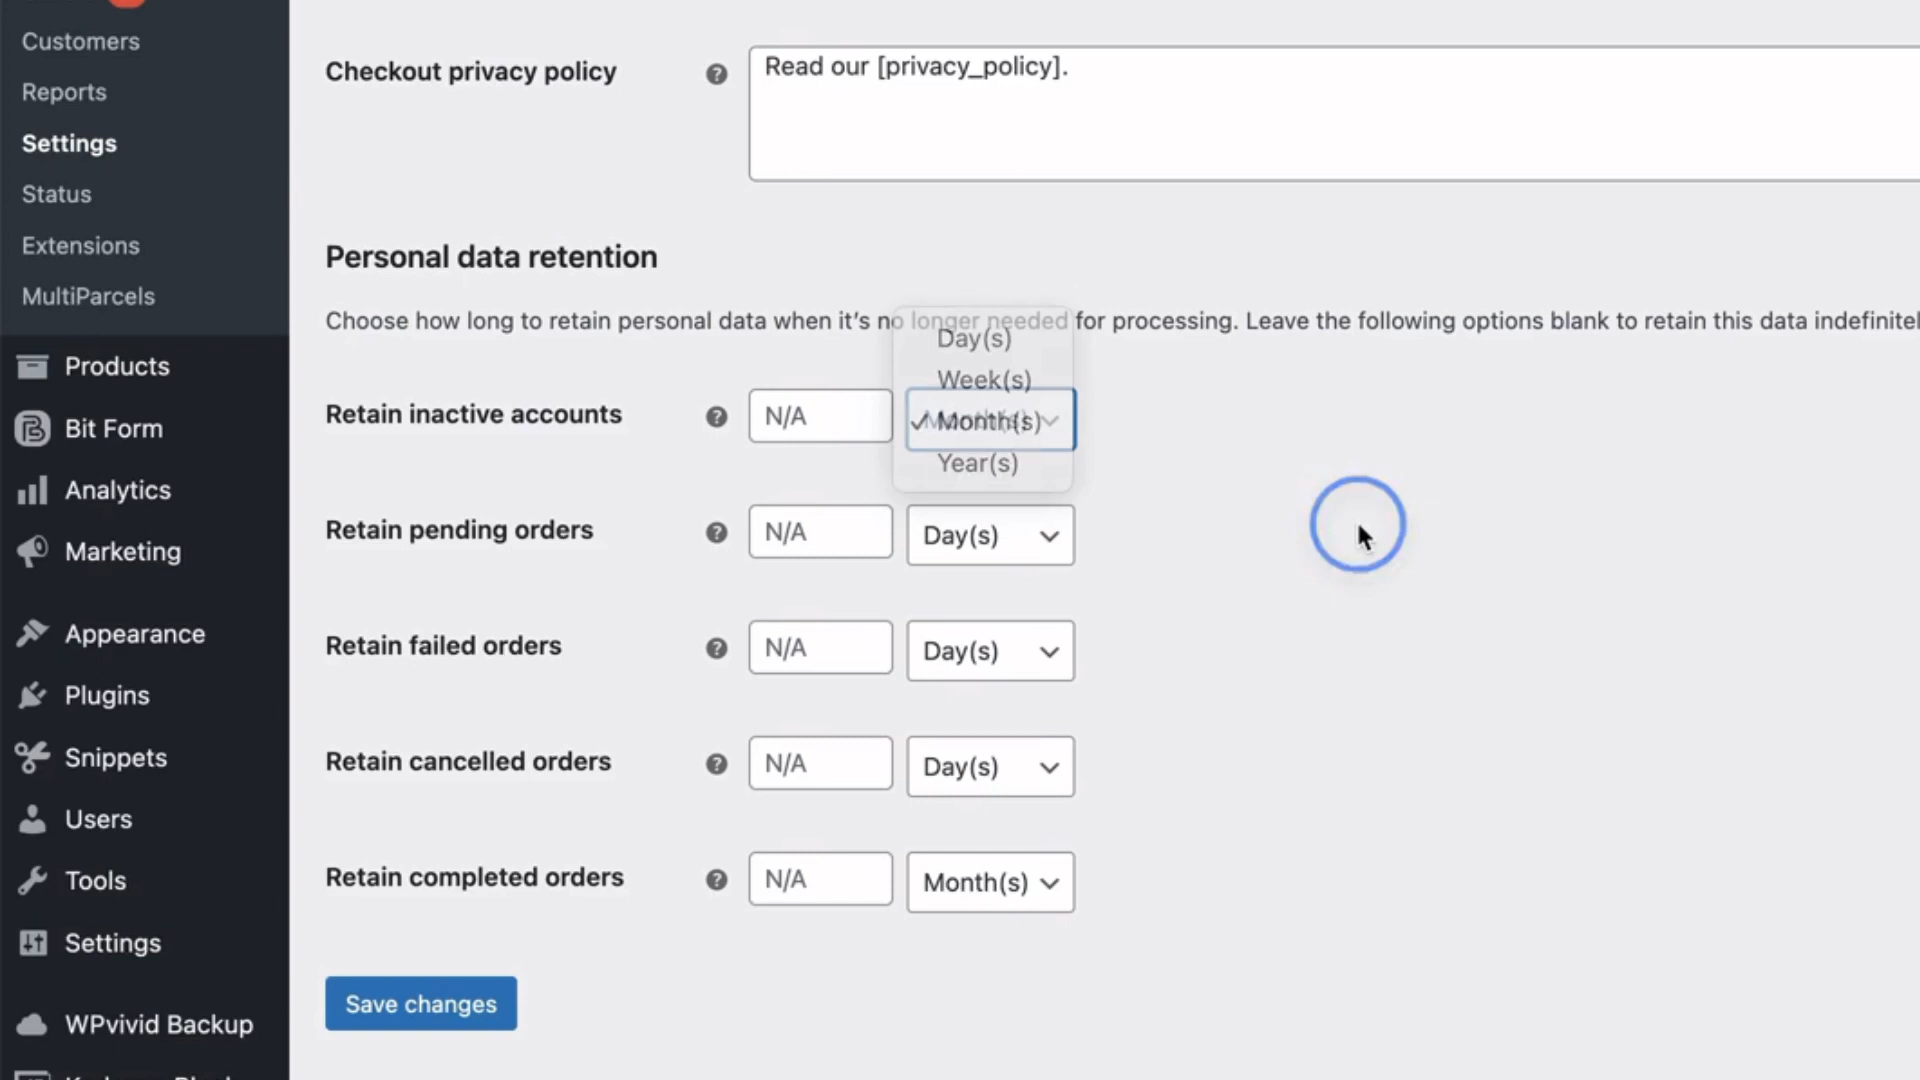 Customers
Reports
Settings
Status
Extensions
MultiParcels
Products
Bit Form
Analytics
Marketing
Appearance
Plugins
Snippets
Users
Tools
Settings
WPvivid Backup
Checkout privacy policy
Read our [privacy_policy].
Personal data retention
Choose how long to retain personal data when it's no longer needed for processing. Leave the following options blank to retain this data
Day(s)
Week(s)
Month(s)
Year(s)
Retain inactive accounts
N/A
Retain pending orders
N/A Day(s)
Retain failed orders
N/A Day(s)
Retain cancelled orders
N/A Day(s)
Retain completed orders
N/A Month(s)
Save changes